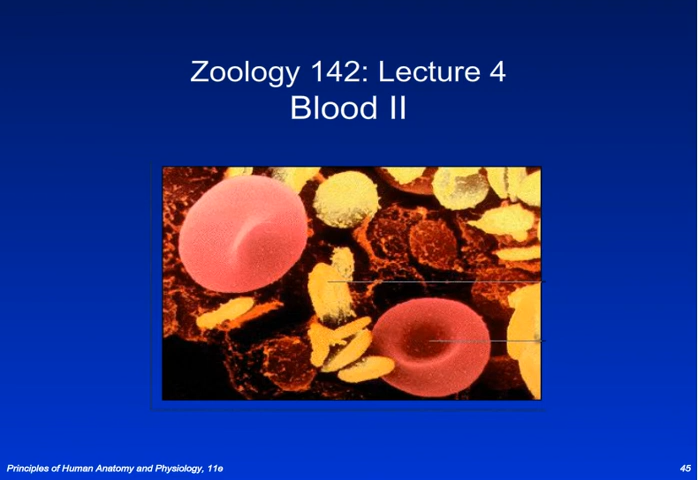 Zoology 142: Lecture 4
Blood II
Principles of Human Anatomy and Physiology, 11e
45